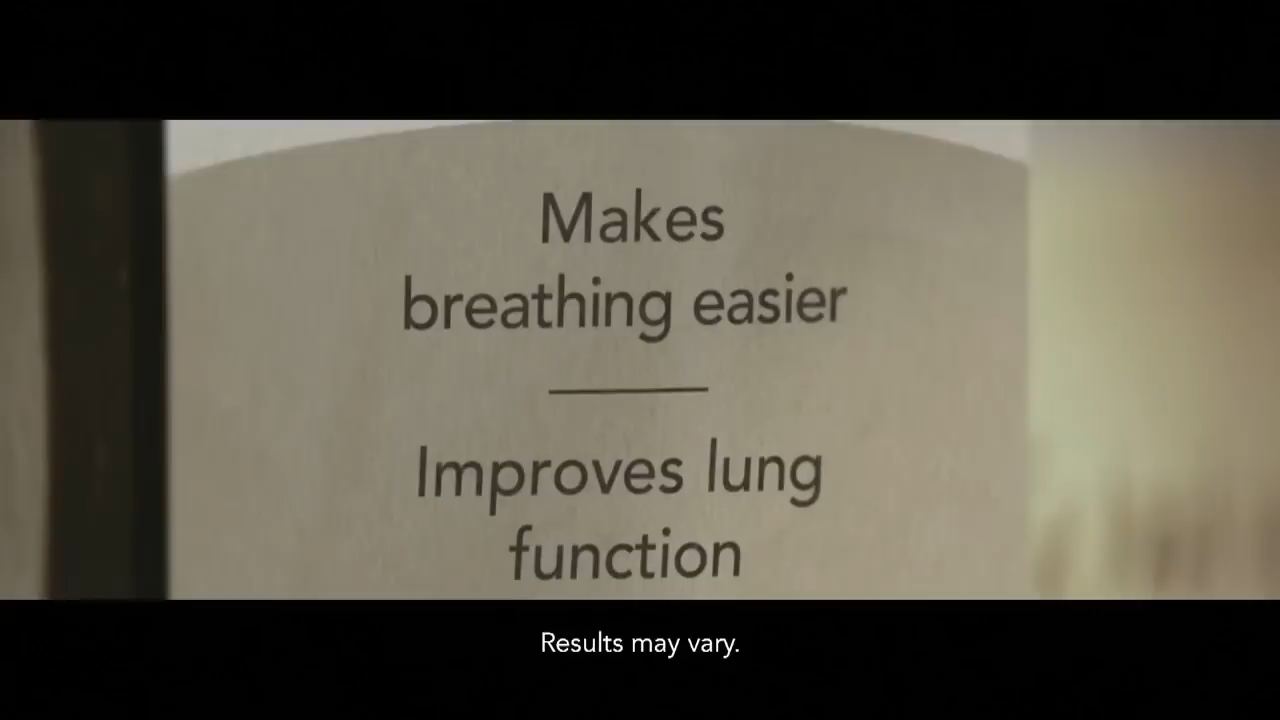 Makes
breathing easier
Improves lung
function
Results may vary.